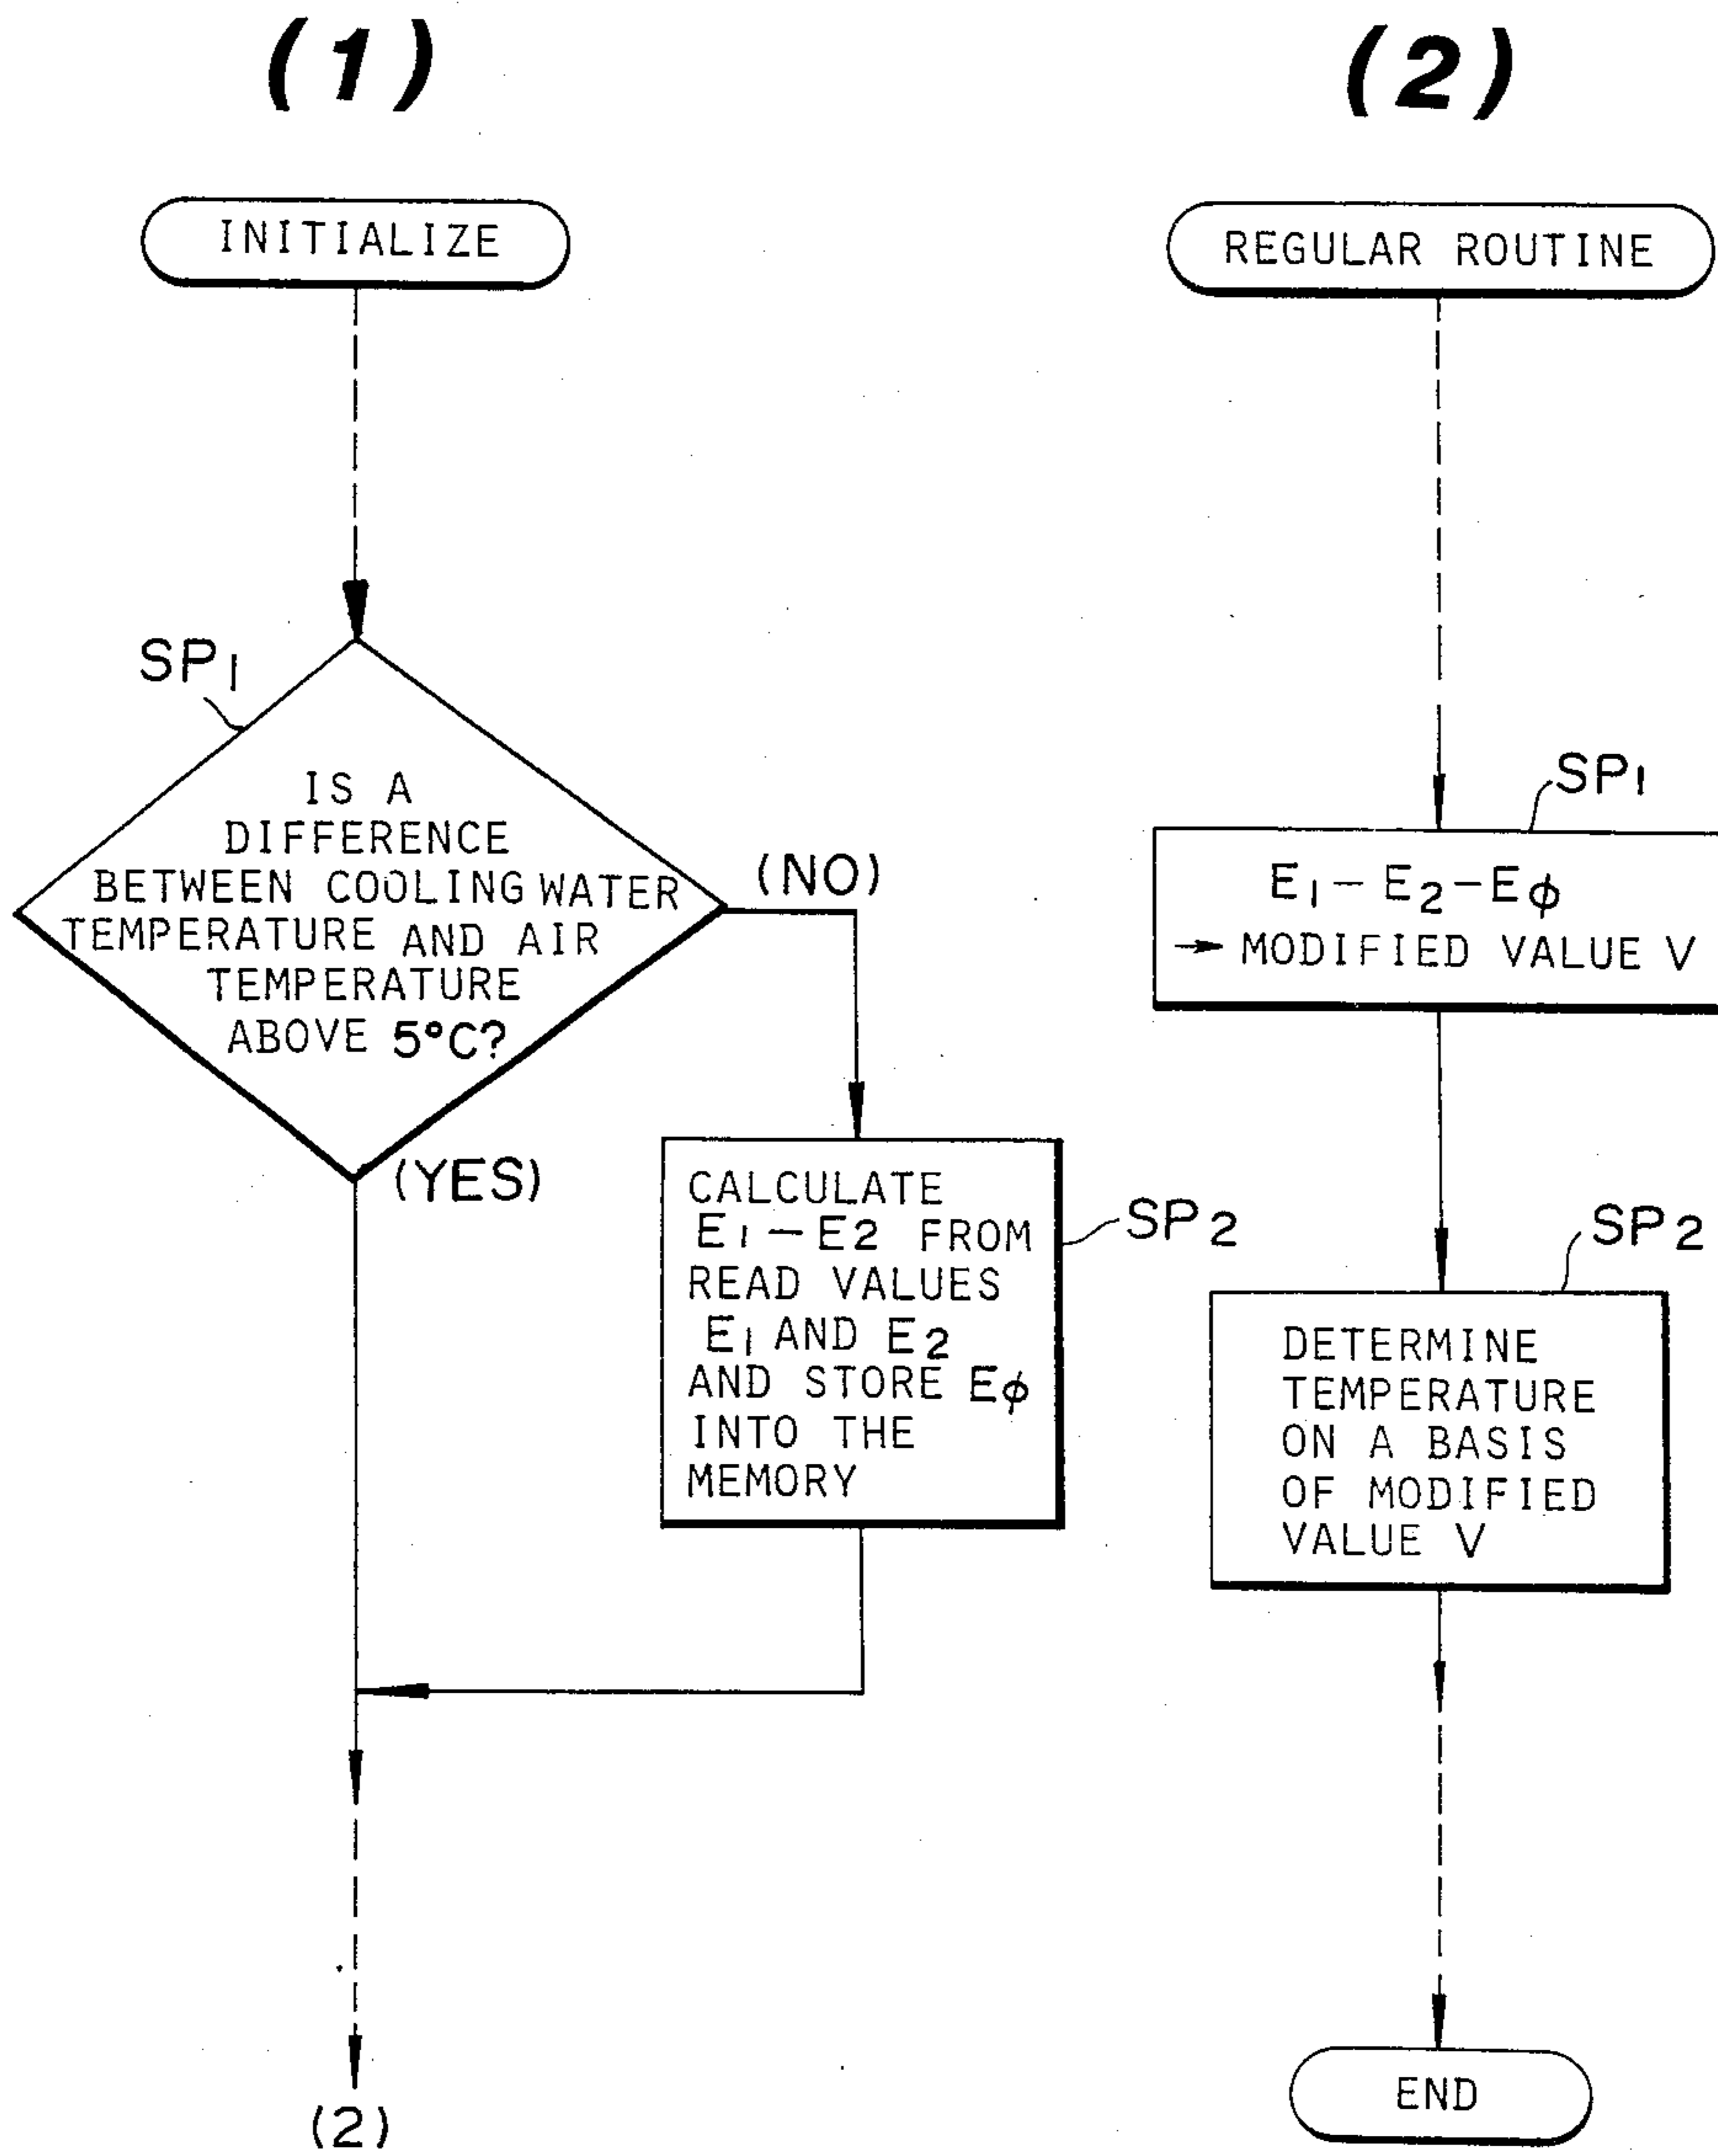 (1)
INITIALIZE
SP1
IS A
DIFFERENCE
BETWEEN COOLING WATER
TEMPERATURE AND AIR
TEMPERATURE
ABOVE 5°C?
(NO)
(YES)
CALCULATE
E1 - E2 FROM
READ VALUES
E1 AND E2
AND STORE Eϕ
INTO THE
MEMORY
SP2
(2)
(2)
REGULAR ROUTINE
SP1
E1 - E2 - Eϕ
→ MODIFIED VALUE V
SP2
DETERMINE
TEMPERATURE
ON A BASIS
OF MODIFIED
VALUE V
END